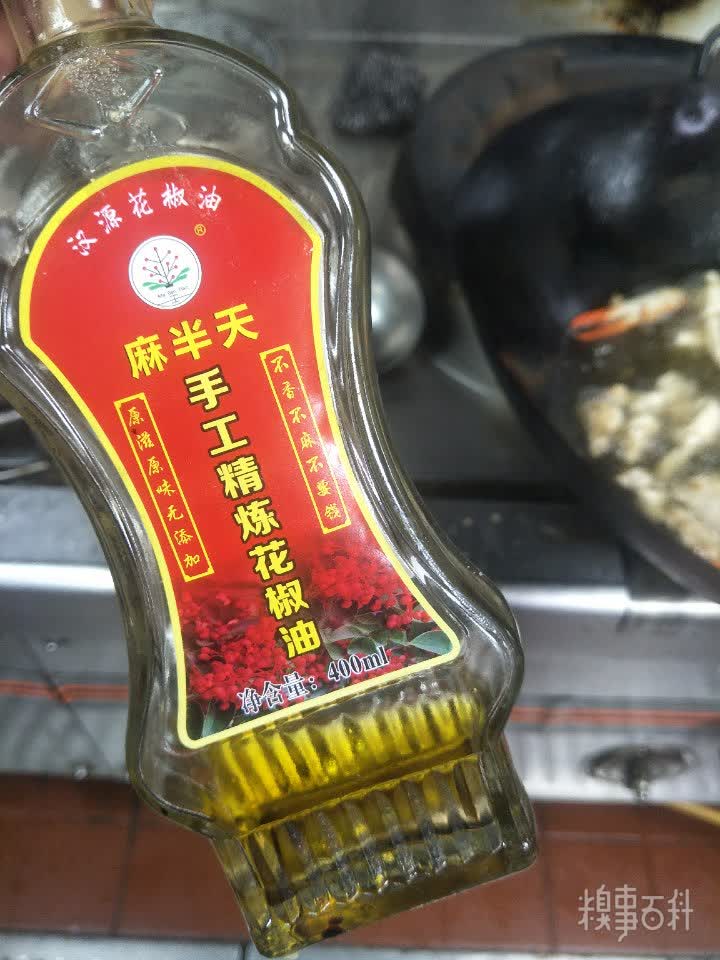 汉源花椒油
®
麻半天
手工精炼花椒油
不香不麻不要钱
原滋原味无添加
净含量：400ml
糗事百科